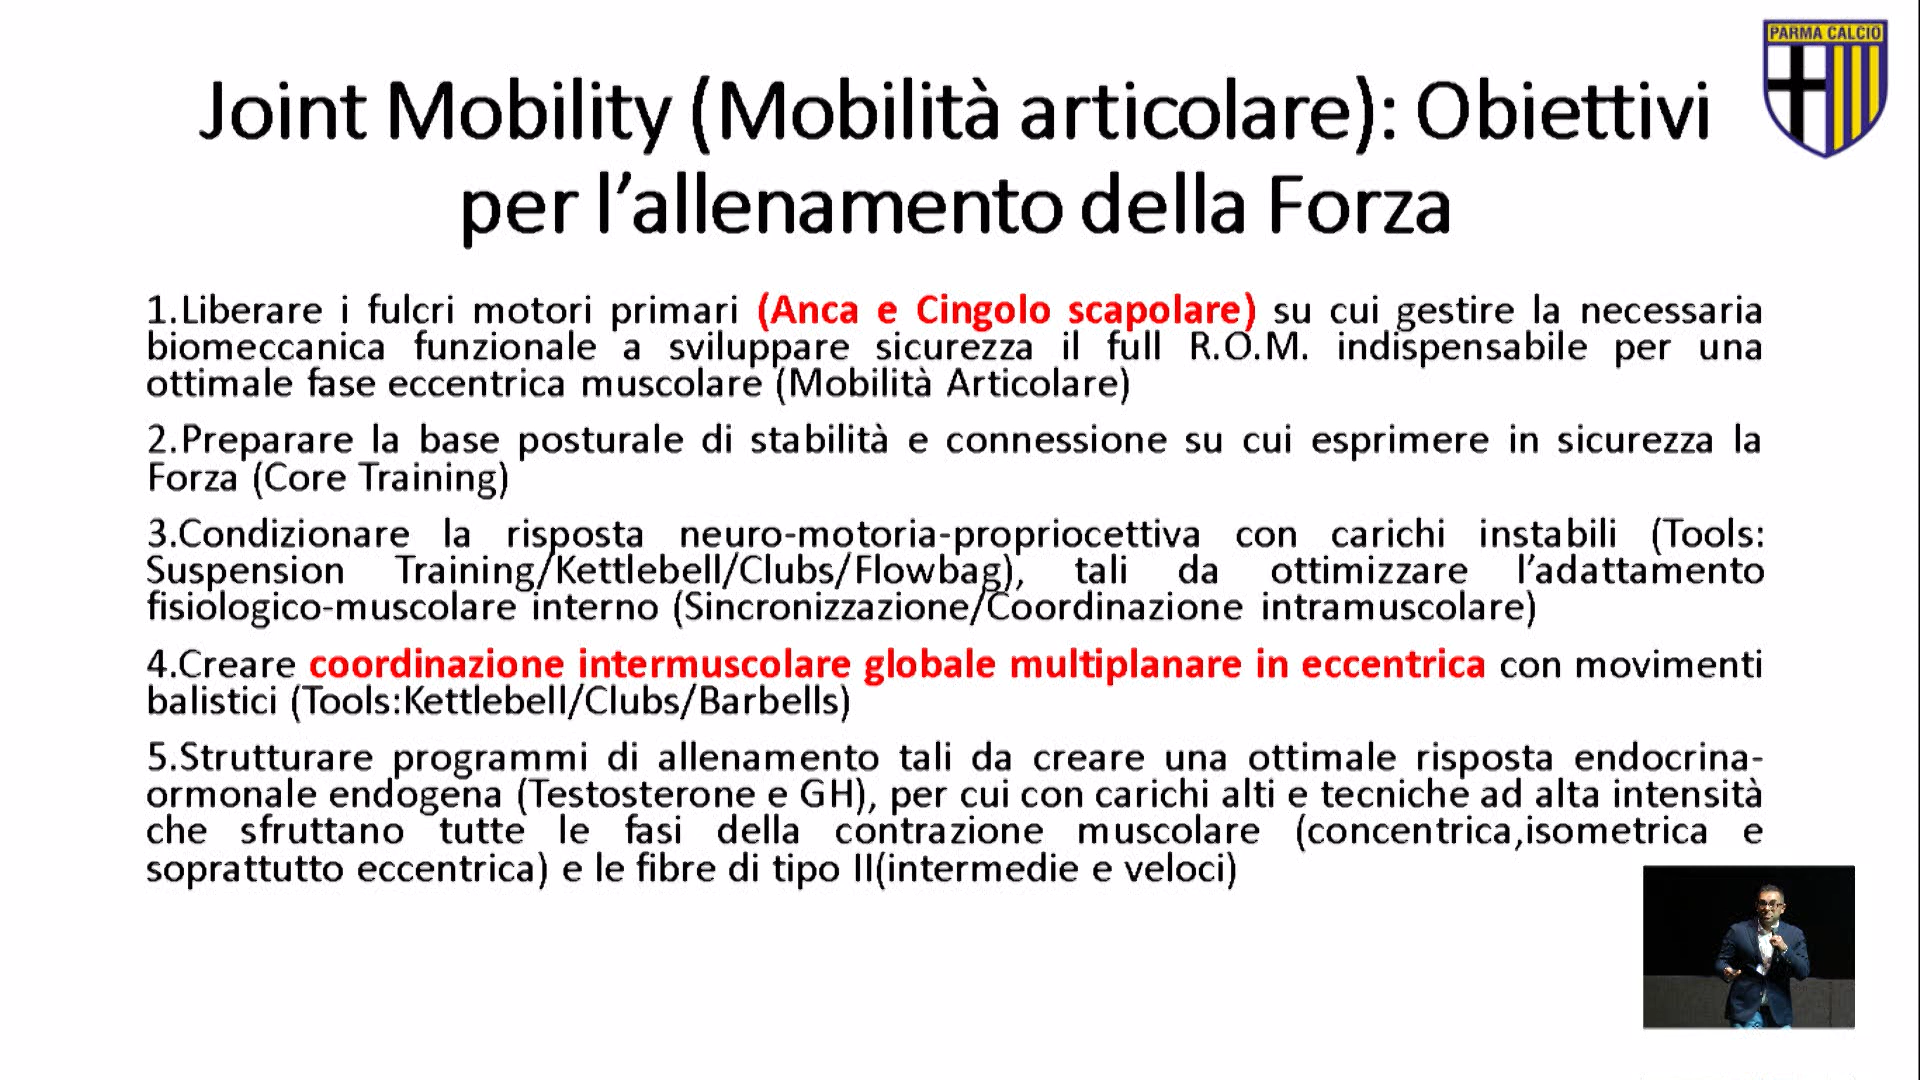 PARMA CALCIO
Joint Mobility (Mobilità articolare): Obiettivi
per l’allenamento della Forza
1.Liberare i fulcri motori primari (Anca e Cingolo scapolare) su cui gestire la necessaria
biomeccanica funzionale a sviluppare sicurezza il full R.O.M. indispensabile per una
ottimale fase eccentrica muscolare (Mobilità Articolare)
2.Preparare la base posturale di stabilità e connessione su cui esprimere in sicurezza la
Forza (Core Training)
3.Condizionare la risposta neuro-motoria-propriocettiva con carichi instabili (Tools:
Suspension Training/Kettlebell/Clubs/Flowbag), tali da ottimizzare l’adattamento
fisiologico-muscolare interno (Sincronizzazione/Coordinazione intramuscolare)
4.Creare coordinazione intermuscolare globale multiplanare in eccentrica con movimenti
balistici (Tools:Kettlebell/Clubs/Barbells)
5.Strutturare programmi di allenamento tali da creare una ottimale risposta endocrina-
ormonale endogena (Testosterone e GH), per cui con carichi alti e tecniche ad alta intensità
che sfruttano tutte le fasi della contrazione muscolare (concentrica,isometrica e
soprattutto eccentrica) e le fibre di tipo II(intermedie e veloci)